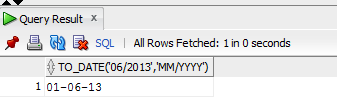 Query Result x
SQL | All Rows Fetched: 1 in 0 seconds
TO_DATE('06/2013','MM/YYYY')
1 01-06-13